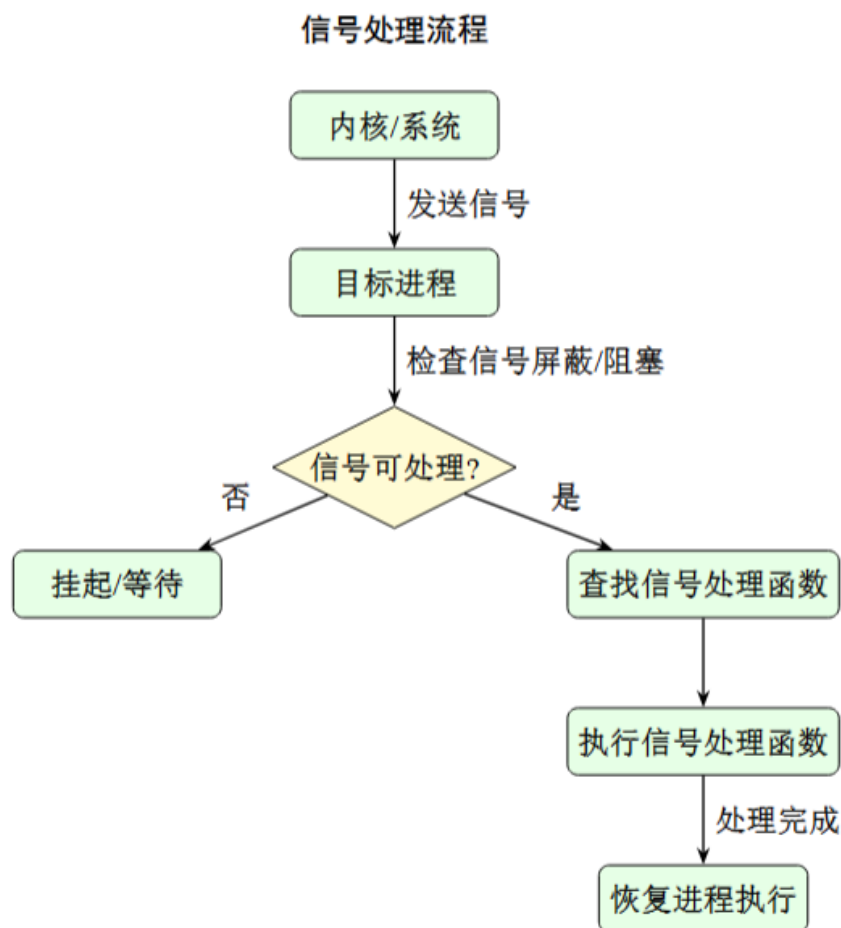 信号处理流程
内核/系统
发送信号
目标进程
检查信号屏蔽/阻塞
信号可处理?
否
是
挂起/等待
查找信号处理函数
执行信号处理函数
处理完成
恢复进程执行